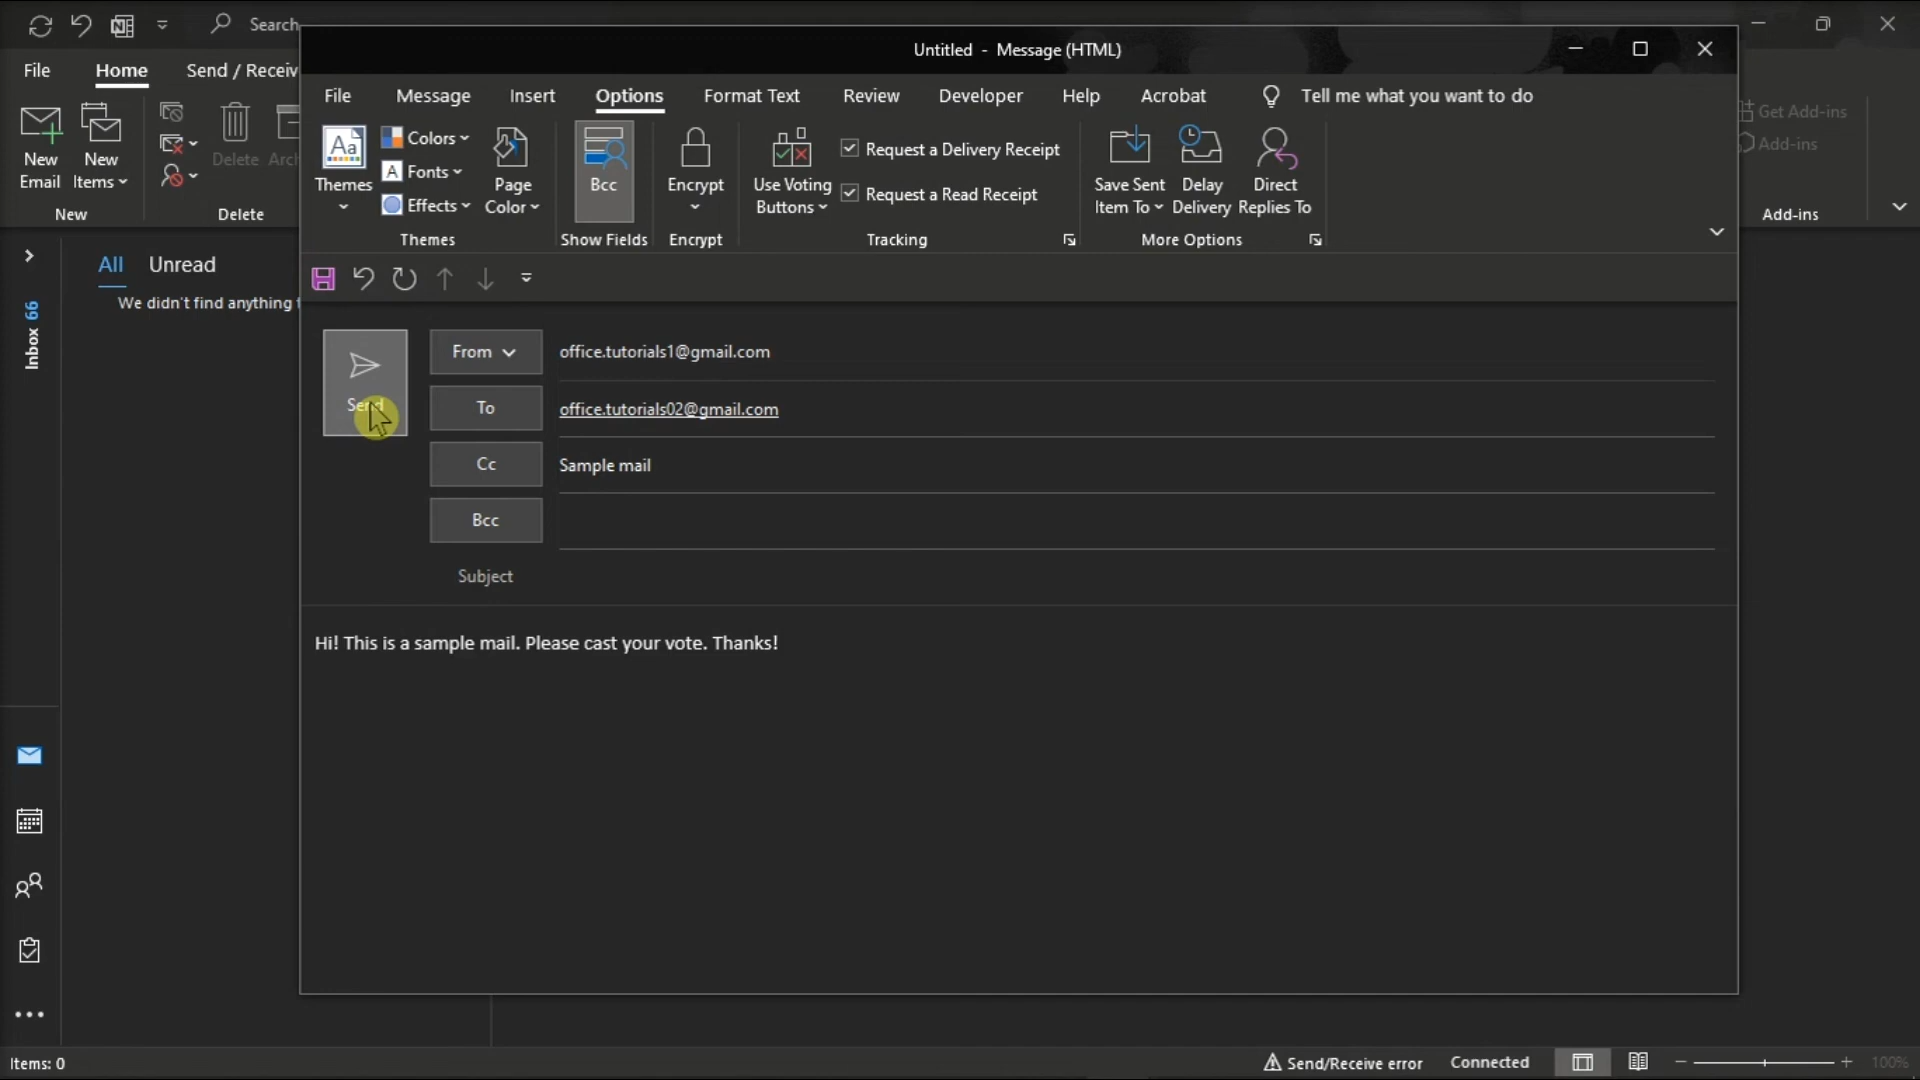 Search
Untitled - Message (HTML)
File Home Send / Receiv
File Message Insert Options Format Text Review Developer Help Acrobat Tell me what you want to do
New Email
New Items
Delete
Arch
New
Delete
Themes
Colors
Fonts
Effects
Page Color
Themes
Bcc
Show Fields
Encrypt
Encrypt
Use Voting Buttons
Request a Delivery Receipt
Request a Read Receipt
Tracking
Save Sent Item To
Delay Delivery
Direct Replies To
More Options
Get Add-ins
Add-ins
Add-ins
All Unread
We didn't find anything t
Inbox 66
Send
From office.tutorials1@gmail.com
To office.tutorials02@gmail.com
Cc Sample mail
Bcc
Subject
Hi! This is a sample mail. Please cast your vote. Thanks!
Items: 0
Send/Receive error Connected 100%